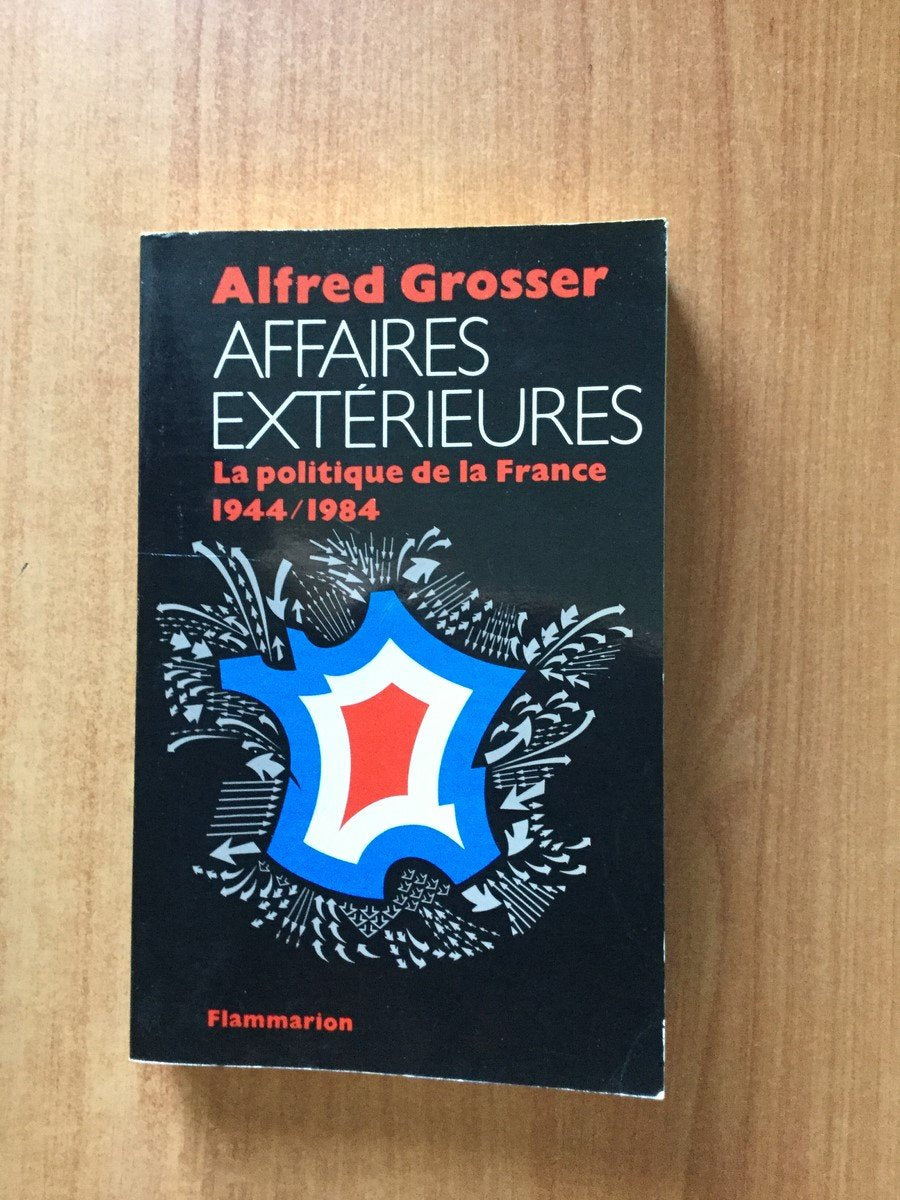 Alfred Grosser
AFFAIRES
EXTÉRIEURES
La politique de la France
1944/1984
Flammarion